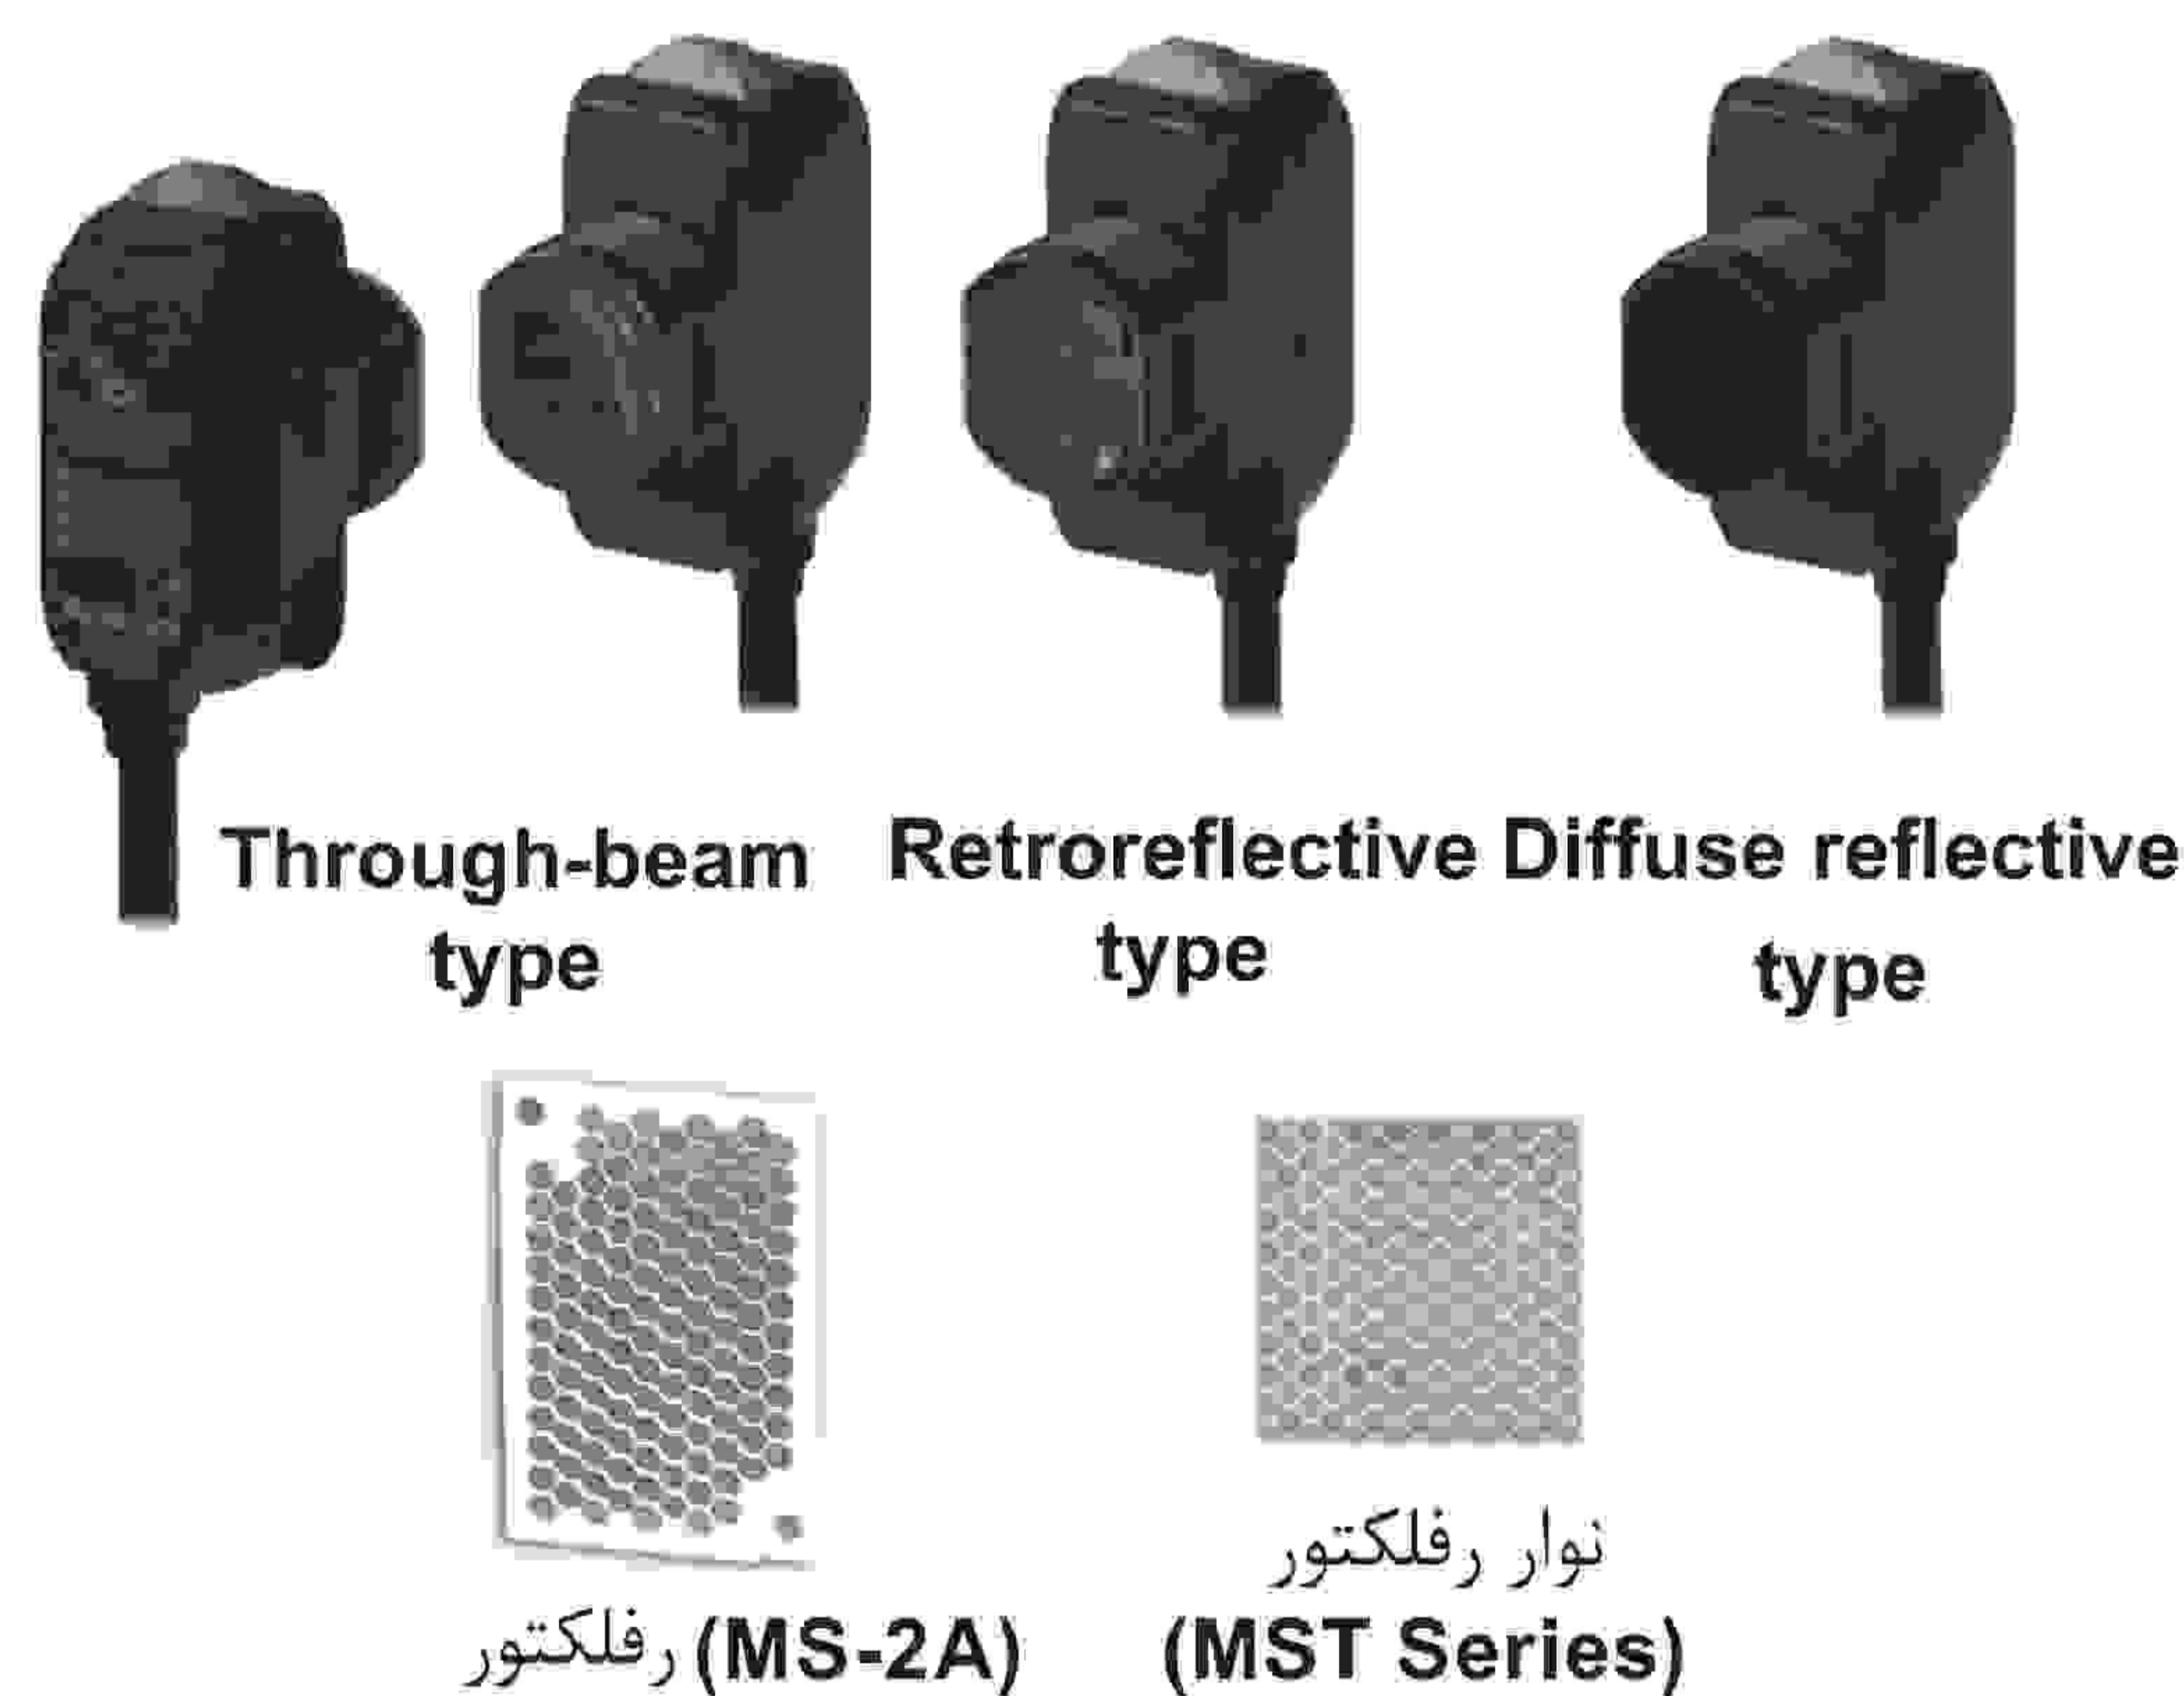 Through-beam
type
Retroreflective
type
Diffuse reflective
type
رفلکتور (MS-2A)
نوار رفلکتور
(MST Series)